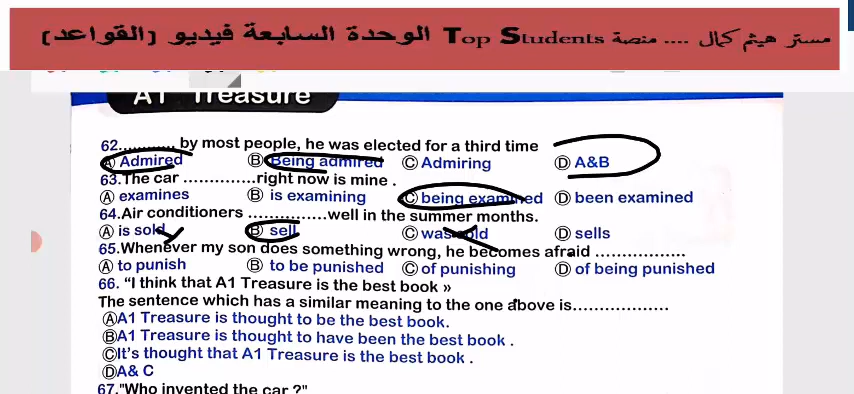 مستر هيثم كمال .... منصة Top Students الوحدة السابعة فيديو (القواعد)
A1 Treasure
62............ by most people, he was elected for a third time
Ⓐ Admired Ⓑ Being admired Ⓒ Admiring Ⓓ A&B
63.The car ..............right now is mine .
Ⓐ examines Ⓑ is examining Ⓒ being examined Ⓓ been examined
64.Air conditioners ...............well in the summer months.
Ⓐ is sold Ⓑ sell Ⓒ was sold Ⓓ sells
65.Whenever my son does something wrong, he becomes afraid .................
Ⓐ to punish Ⓑ to be punished Ⓒ of punishing Ⓓ of being punished
66. “I think that A1 Treasure is the best book »
The sentence which has a similar meaning to the one above is..................
ⒶA1 Treasure is thought to be the best book.
ⒷA1 Treasure is thought to have been the best book .
ⒸIt’s thought that A1 Treasure is the best book .
ⒹA& C
67."Who invented the car ?"